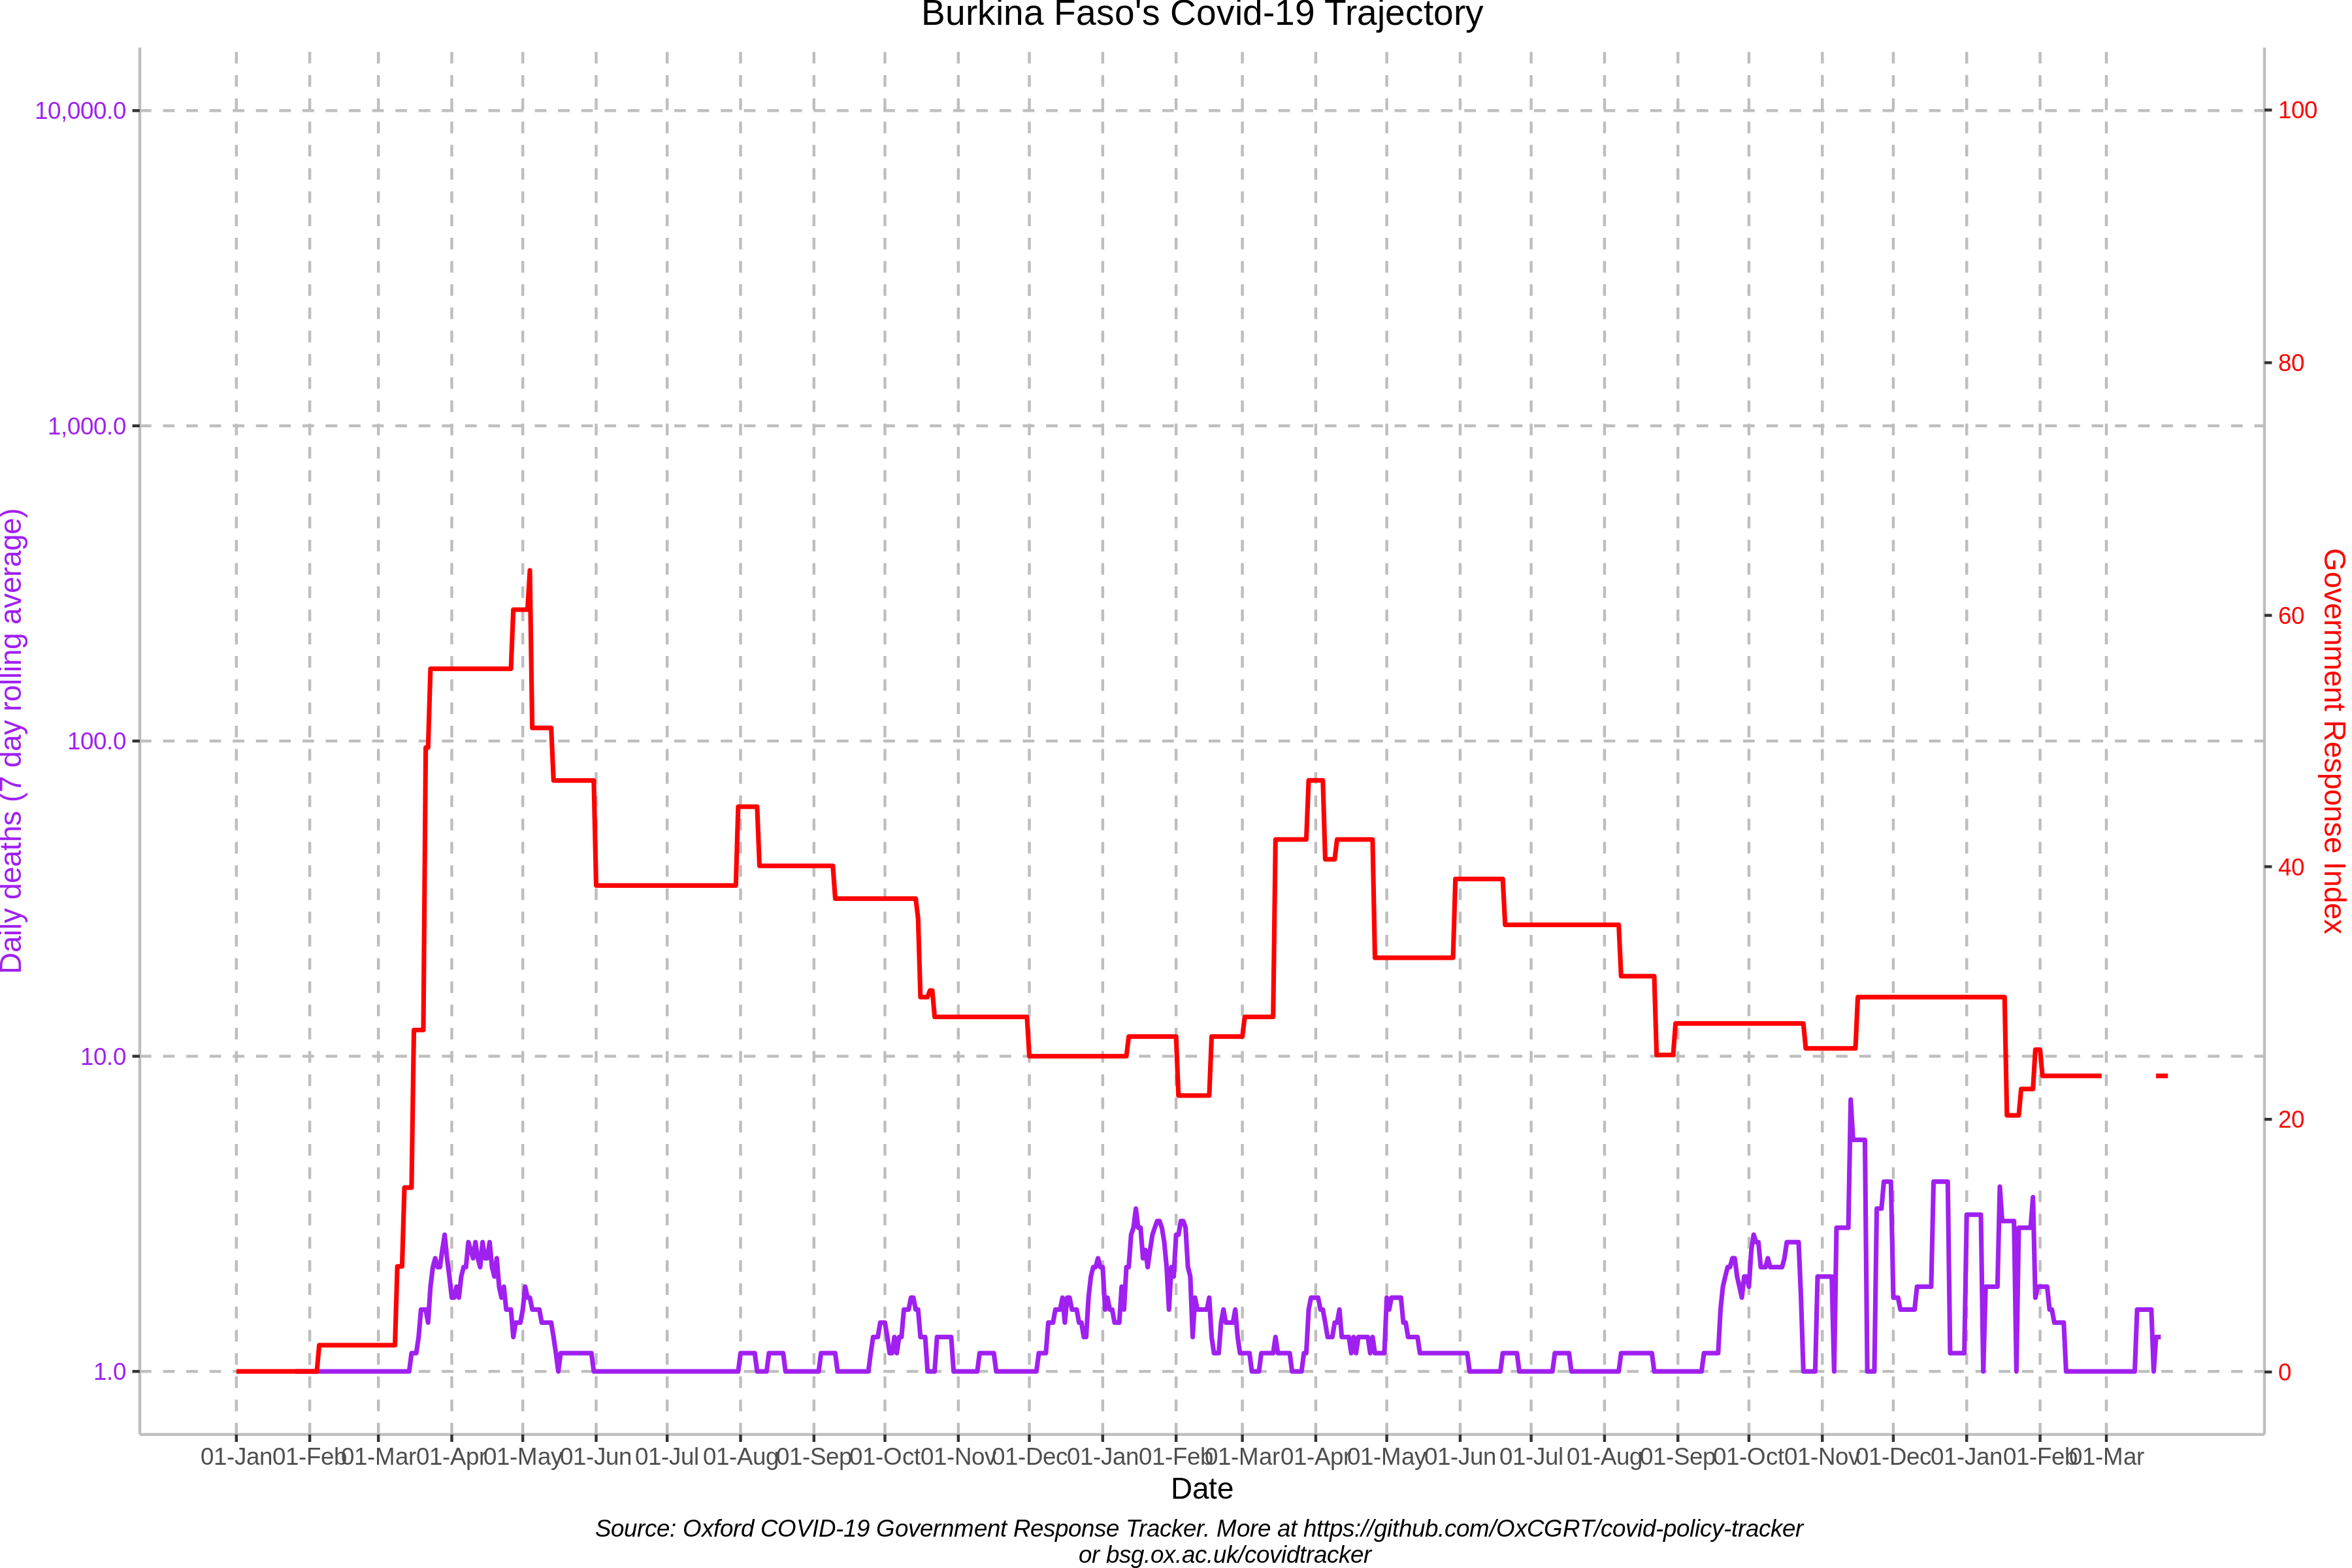 Burkina Faso's Covid-19 Trajectory
10,000.0
1,000.0
100.0
10.0
1.0
Daily deaths (7 day rolling average)
100
80
60
40
20
0
Government Response Index
01-Jan 01-Feb 01-Mar 01-Apr 01-May 01-Jun 01-Jul 01-Aug 01-Sep 01-Oct 01-Nov 01-Dec 01-Jan 01-Feb 01-Mar 01-Apr 01-May 01-Jun 01-Jul 01-Aug 01-Sep 01-Oct 01-Nov 01-Dec 01-Jan 01-Feb 01-Mar
Date
Source: Oxford COVID-19 Government Response Tracker. More at https://github.com/OxCGRT/covid-policy-tracker
or bsg.ox.ac.uk/covidtracker